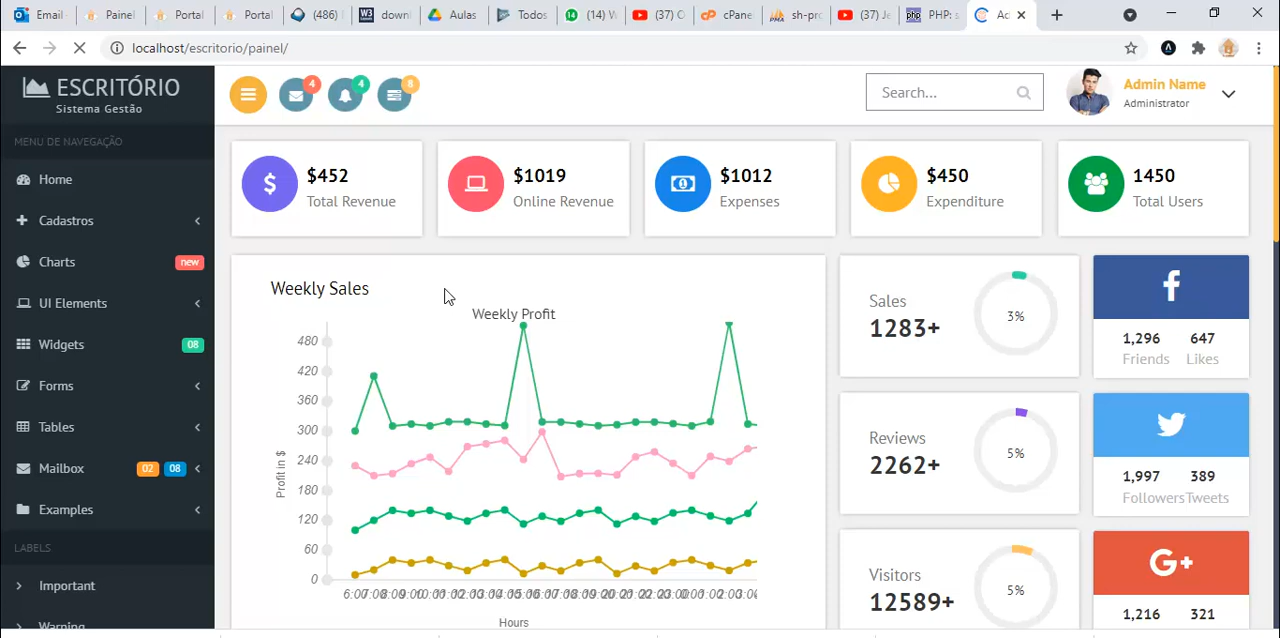 Email
Painel
Portal
Portal
(486)
down
Aulas
Todos
(14) W
(37) C
cPane
sh-pro
(37) Je
PHP: s
Ad
localhost/escritorio/painel/
ESCRITÓRIO
Sistema Gestão
4
4
8
Search...
Admin Name
Administrator
MENU DE NAVEGAÇÃO
Home
Cadastros
Charts new
UI Elements
Widgets 08
Forms
Tables
Mailbox 02 08
Examples
LABELS
Important
Warning
$452
Total Revenue
$1019
Online Revenue
$1012
Expenses
$450
Expenditure
1450
Total Users
Weekly Sales
Weekly Profit
480
420
360
300
240
180
120
60
0
Profit in $
Hours
Sales
1283+
3%
Reviews
2262+
5%
Visitors
12589+
5%
1,296 647
Friends Likes
1,997 389
Followers Tweets
G+
1,216 321